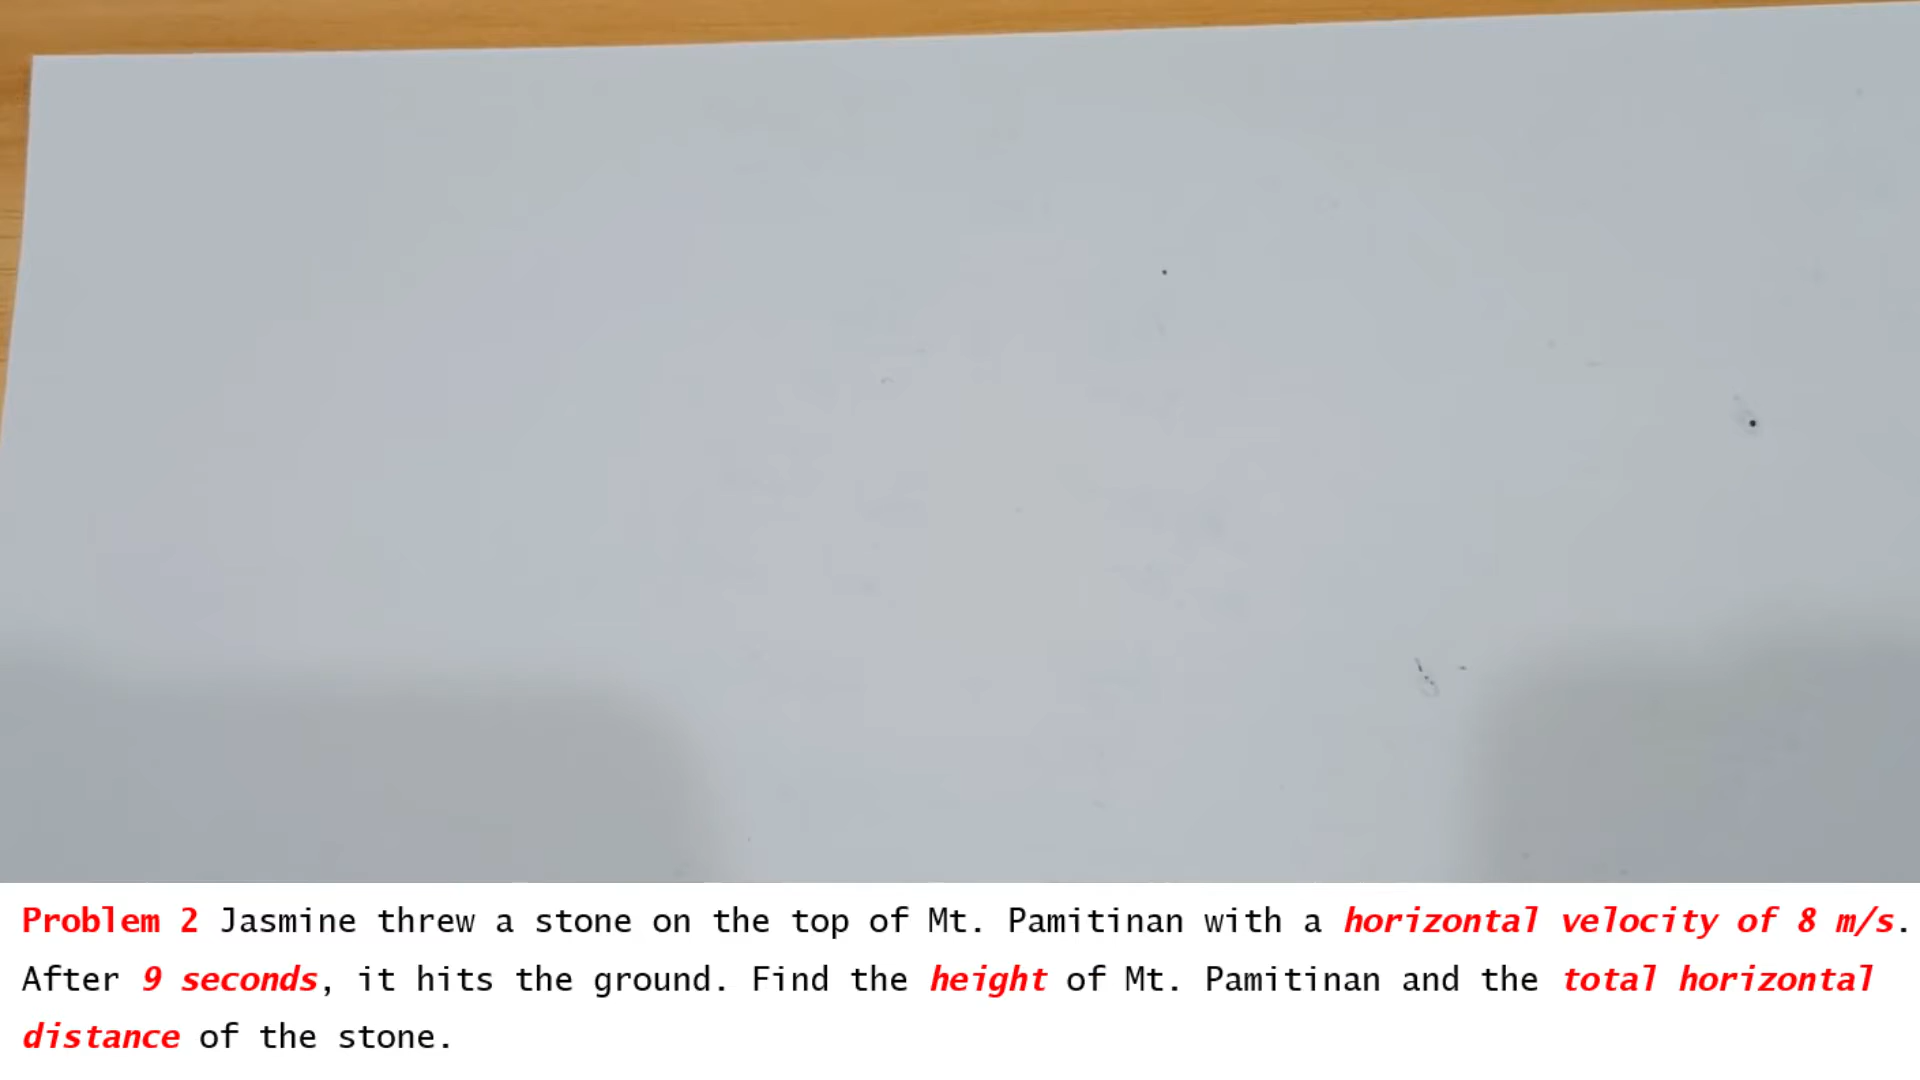 Problem 2 Jasmine threw a stone on the top of Mt. Pamitinan with a horizontal velocity of 8 m/s.
After 9 seconds, it hits the ground. Find the height of Mt. Pamitinan and the total horizontal
distance of the stone.